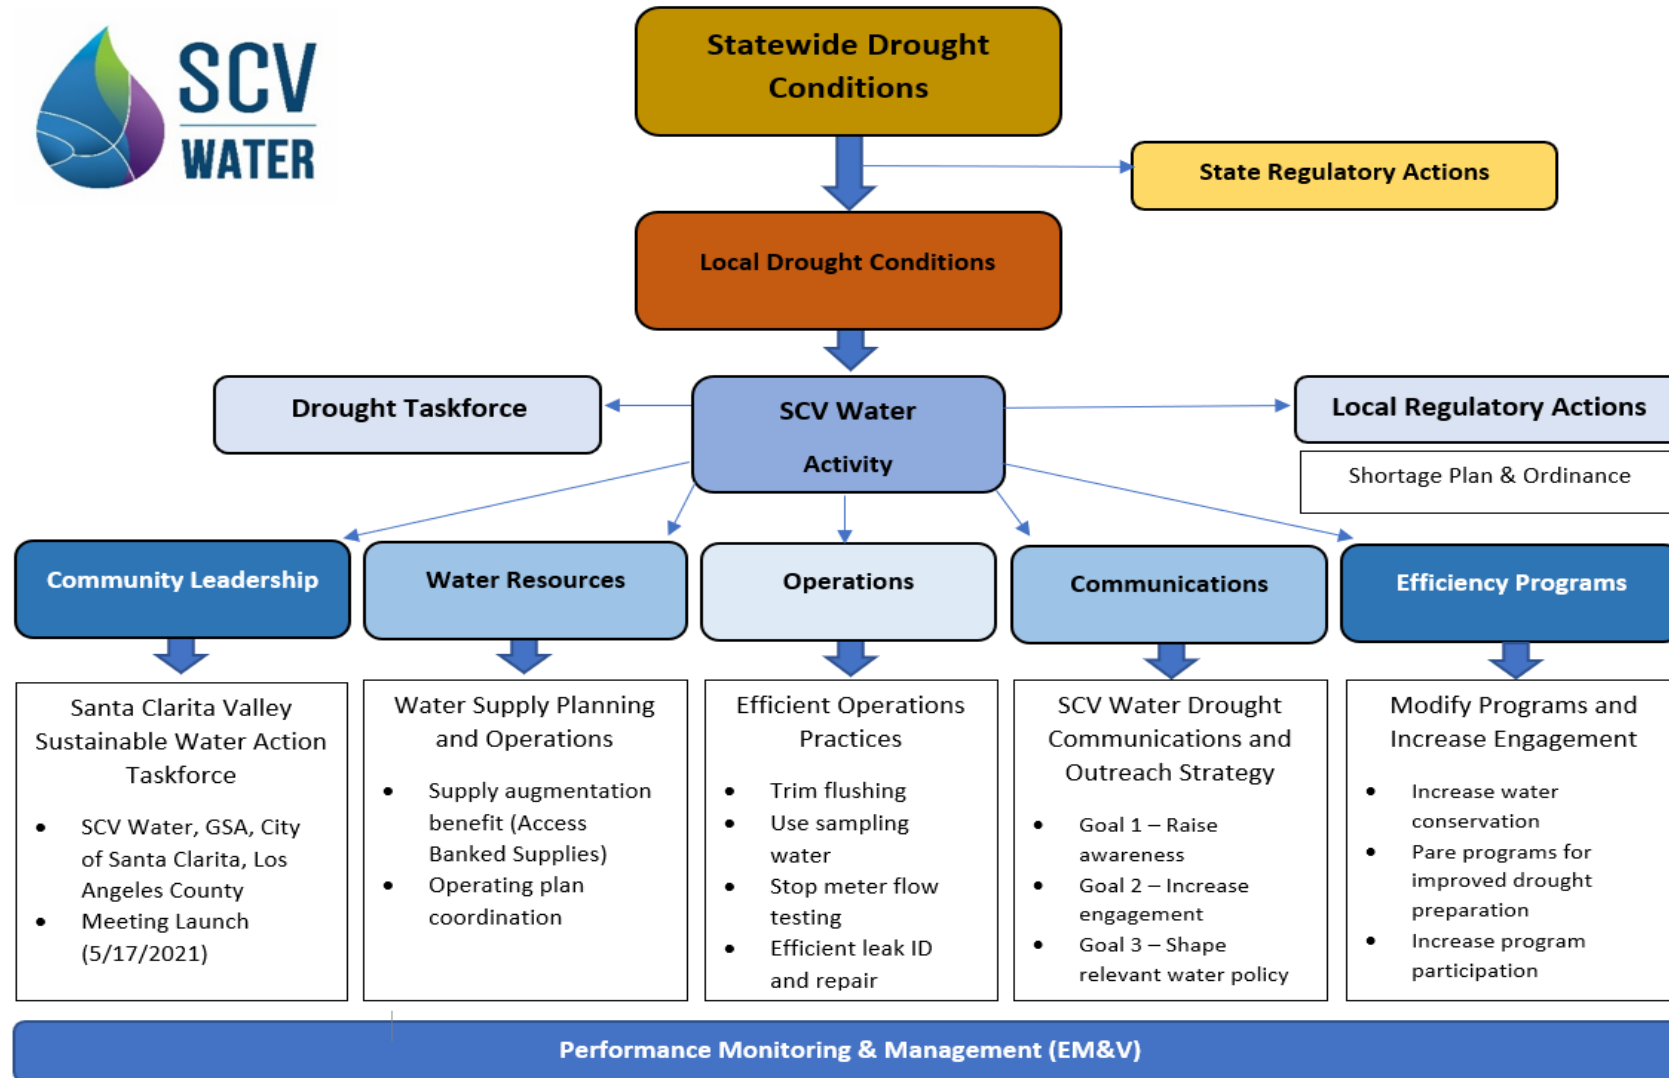 SCV
WATER
Statewide Drought
Conditions
State Regulatory Actions
Local Drought Conditions
Drought Taskforce
SCV Water
Activity
Local Regulatory Actions
Shortage Plan & Ordinance
Community Leadership
Water Resources
Operations
Communications
Efficiency Programs
Santa Clarita Valley
Sustainable Water Action
Taskforce
• SCV Water, GSA, City
of Santa Clarita, Los
Angeles County
• Meeting Launch
(5/17/2021)
Water Supply Planning
and Operations
• Supply augmentation
benefit (Access
Banked Supplies)
• Operating plan
coordination
Efficient Operations
Practices
• Trim flushing
• Use sampling
water
• Stop meter flow
testing
• Efficient leak ID
and repair
SCV Water Drought
Communications and
Outreach Strategy
• Goal 1 – Raise
awareness
• Goal 2 – Increase
engagement
• Goal 3 – Shape
relevant water policy
Modify Programs and
Increase Engagement
• Increase water
conservation
• Pare programs for
improved drought
preparation
• Increase program
participation
Performance Monitoring & Management (EM&V)